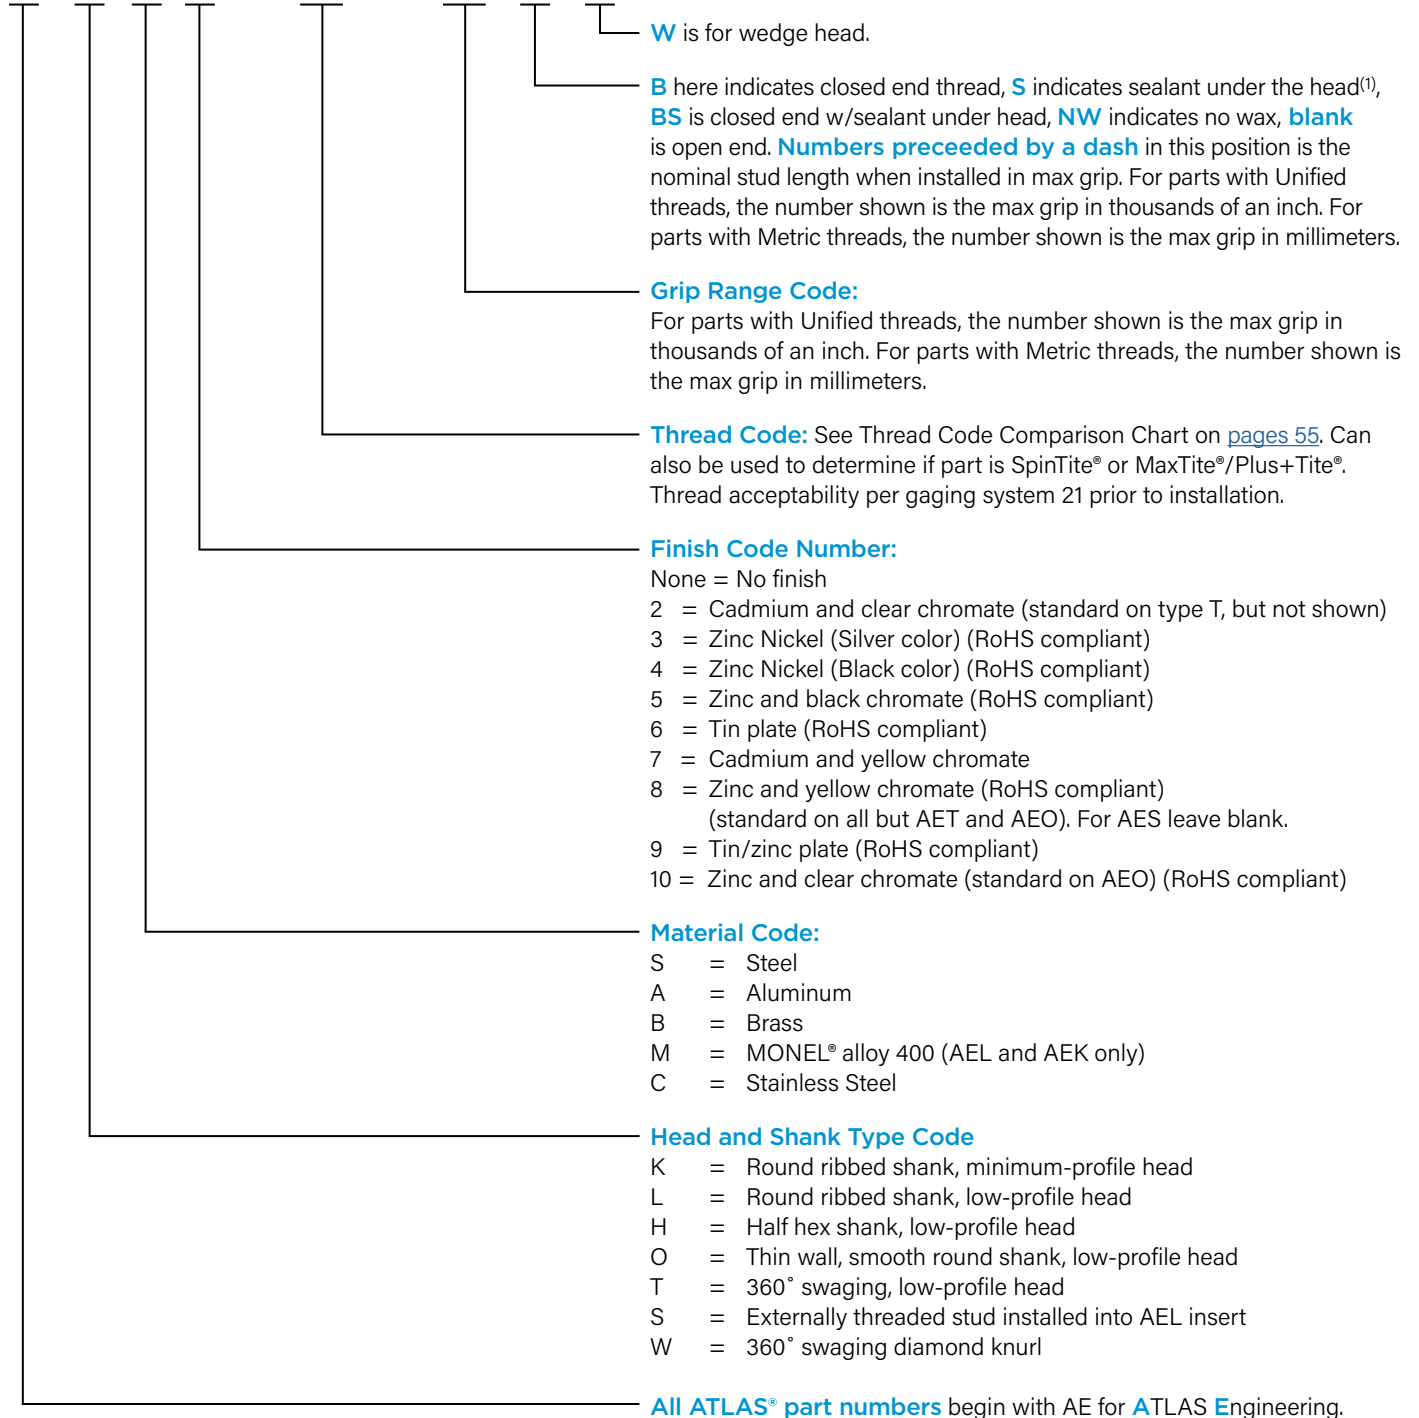 W is for wedge head.
B here indicates closed end thread, S indicates sealant under the head(1),
BS is closed end w/sealant under head, NW indicates no wax, blank
is open end. Numbers preceeded by a dash in this position is the
nominal stud length when installed in max grip. For parts with Unified
threads, the number shown is the max grip in thousands of an inch. For
parts with Metric threads, the number shown is the max grip in millimeters.
Grip Range Code:
For parts with Unified threads, the number shown is the max grip in
thousands of an inch. For parts with Metric threads, the number shown is
the max grip in millimeters.
Thread Code: See Thread Code Comparison Chart on pages 55. Can
also be used to determine if part is SpinTite® or MaxTite®/Plus+Tite®.
Thread acceptability per gaging system 21 prior to installation.
Finish Code Number:
None = No finish
2 = Cadmium and clear chromate (standard on type T, but not shown)
3 = Zinc Nickel (Silver color) (RoHS compliant)
4 = Zinc Nickel (Black color) (RoHS compliant)
5 = Zinc and black chromate (RoHS compliant)
6 = Tin plate (RoHS compliant)
7 = Cadmium and yellow chromate
8 = Zinc and yellow chromate (RoHS compliant)
(standard on all but AET and AEO). For AES leave blank.
9 = Tin/zinc plate (RoHS compliant)
10 = Zinc and clear chromate (standard on AEO) (RoHS compliant)
Material Code:
S = Steel
A = Aluminum
B = Brass
M = MONEL® alloy 400 (AEL and AEK only)
C = Stainless Steel
Head and Shank Type Code
K = Round ribbed shank, minimum-profile head
L = Round ribbed shank, low-profile head
H = Half hex shank, low-profile head
O = Thin wall, smooth round shank, low-profile head
T = 360˚ swaging, low-profile head
S = Externally threaded stud installed into AEL insert
W = 360˚ swaging diamond knurl
All ATLAS® part numbers begin with AE for ATLAS Engineering.